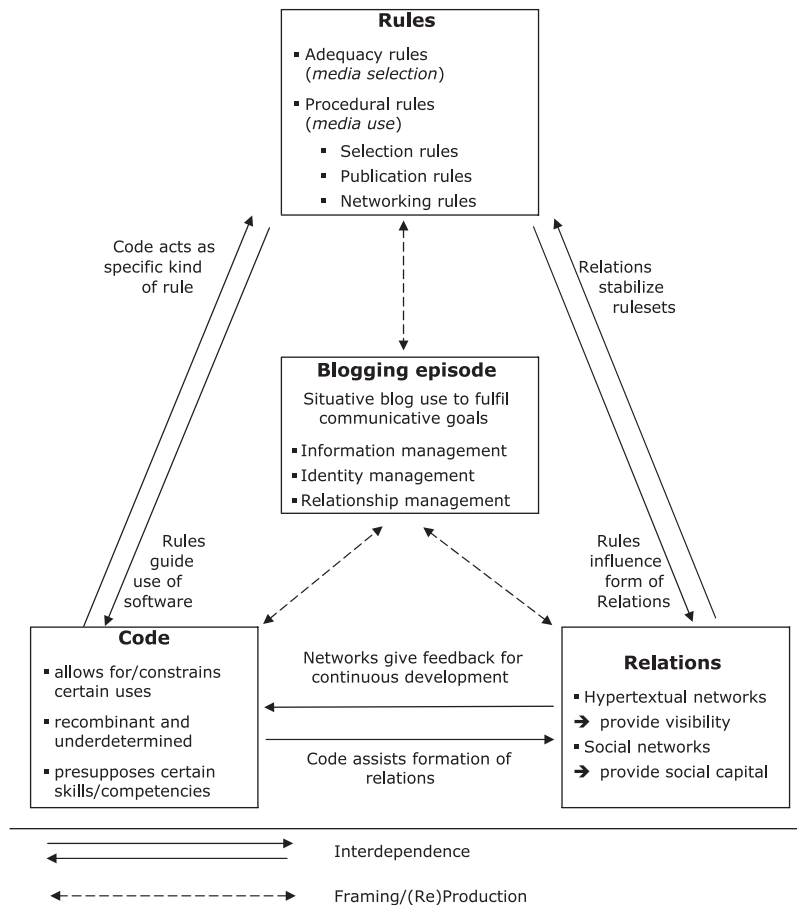 Rules
▪ Adequacy rules
(media selection)
▪ Procedural rules
(media use)
▪ Selection rules
▪ Publication rules
▪ Networking rules
Code acts as
specific kind
of rule
Relations
stabilize
rulesets
Blogging episode
Situative blog use to fulfil
communicative goals
▪ Information management
▪ Identity management
▪ Relationship management
Rules
guide
use of
software
Rules
influence
form of
Relations
Code
▪ allows for/constrains
certain uses
▪ recombinant and
underdetermined
▪ presupposes certain
skills/competencies
Networks give feedback for
continuous development
Code assists formation of
relations
Relations
▪ Hypertextual networks
➔ provide visibility
▪ Social networks
➔ provide social capital
Interdependence
Framing/(Re)Production